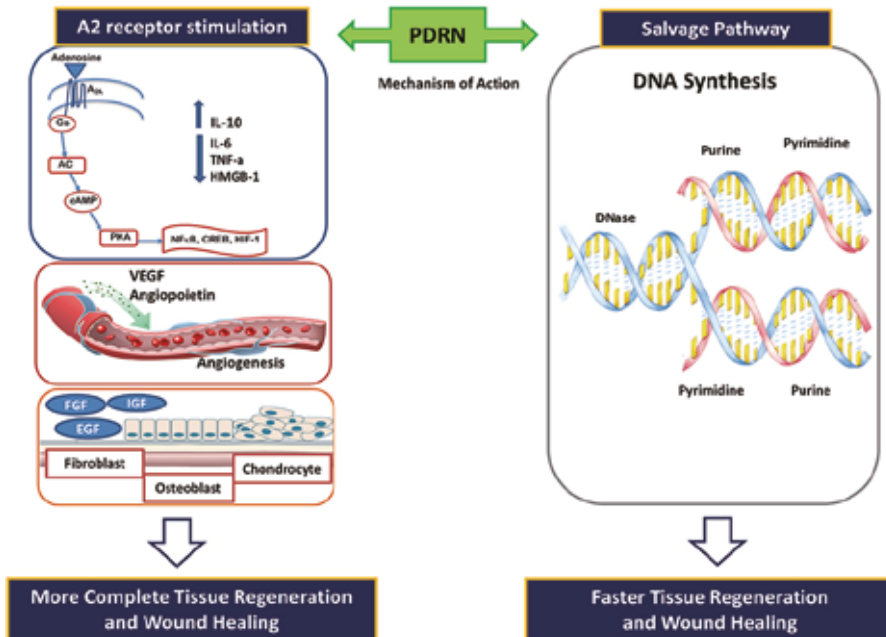 A2 receptor stimulation
PDRN
Salvage Pathway
Mechanism of Action
Adenosine
A2A
Gs
AC
cAMP
PKA
NFκB, CREB, HIF-1
IL-10
IL-6
TNF-a
HMGB-1
VEGF
Angiopoietin
Angiogenesis
FGF
IGF
EGF
Fibroblast
Osteoblast
Chondrocyte
More Complete Tissue Regeneration
and Wound Healing
DNA Synthesis
Purine
Pyrimidine
DNase
Pyrimidine
Purine
Faster Tissue Regeneration
and Wound Healing